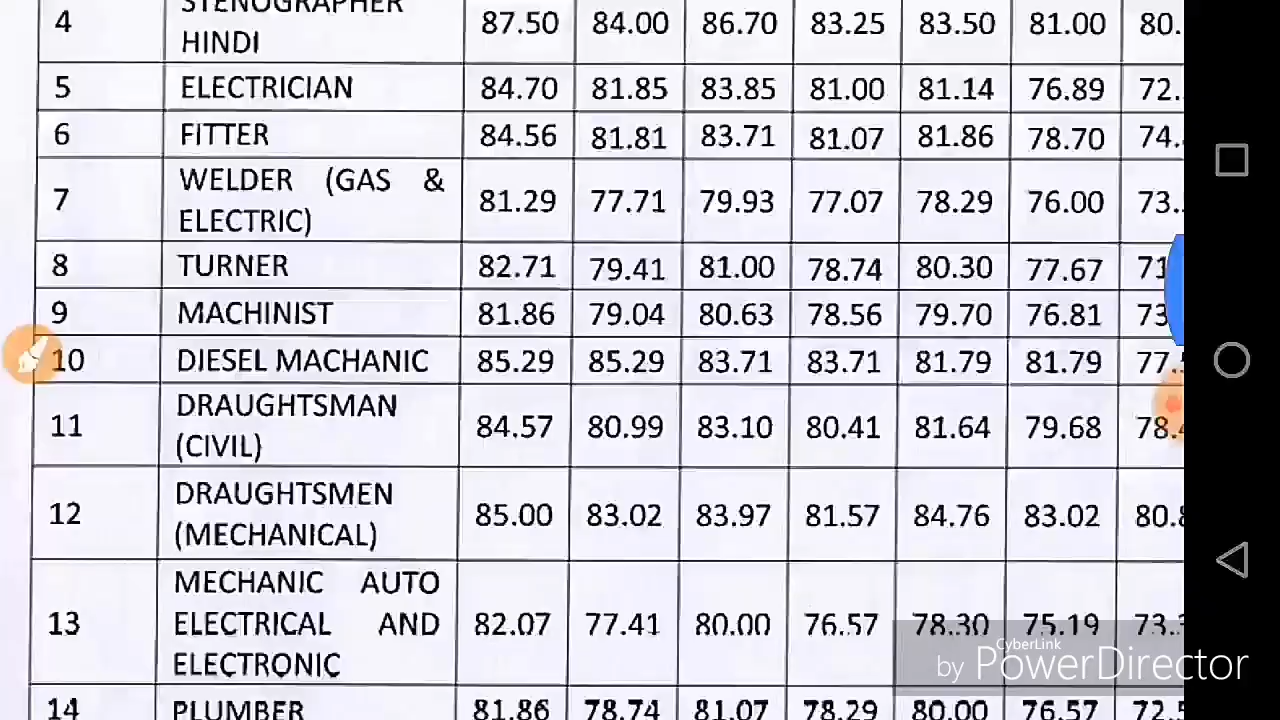 4 STENOGRAPHER HINDI 87.50 84.00 86.70 83.25 83.50 81.00 80.
5 ELECTRICIAN 84.70 81.85 83.85 81.00 81.14 76.89 72.
6 FITTER 84.56 81.81 83.71 81.07 81.86 78.70 74.
7 WELDER (GAS & ELECTRIC) 81.29 77.71 79.93 77.07 78.29 76.00 73.
8 TURNER 82.71 79.41 81.00 78.74 80.30 77.67 71
9 MACHINIST 81.86 79.04 80.63 78.56 79.70 76.81 73
10 DIESEL MACHANIC 85.29 85.29 83.71 83.71 81.79 81.79 77.
11 DRAUGHTSMAN (CIVIL) 84.57 80.99 83.10 80.41 81.64 79.68 78.
12 DRAUGHTSMEN (MECHANICAL) 85.00 83.02 83.97 81.57 84.76 83.02 80.8
13 MECHANIC AUTO ELECTRICAL AND ELECTRONIC 82.07 77.41 80.00 76.57 78.30 75.19 73.
14 PLUMBER 81.86 78.74 81.07 78.29 80.00 76.57 72.5
CyberLink
by PowerDirector